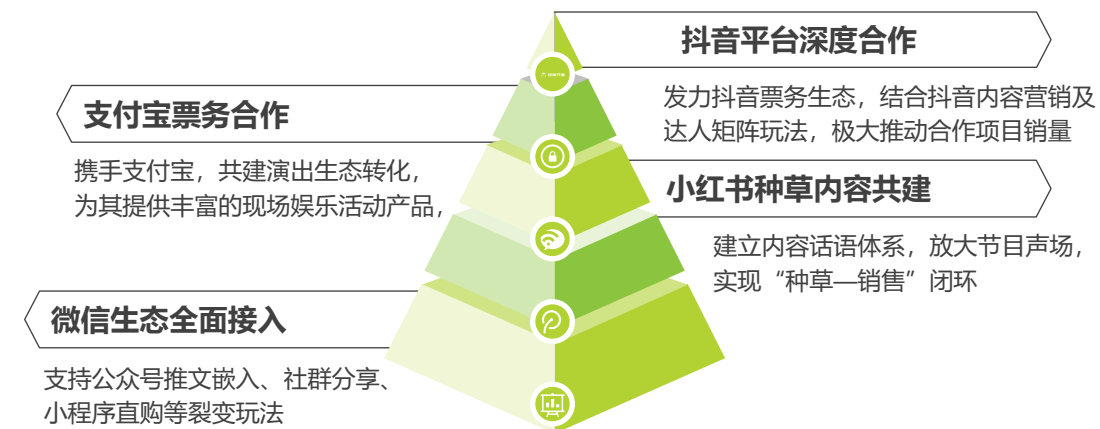 抖音平台深度合作
发力抖音票务生态，结合抖音内容营销及
达人矩阵玩法，极大推动合作项目销量
支付宝票务合作
携手支付宝，共建演出生态转化，
为其提供丰富的现场娱乐活动产品，
小红书种草内容共建
建立内容话语体系，放大节目声场，
实现“种草—销售”闭环
微信生态全面接入
支持公众号推文嵌入、社群分享、
小程序直购等裂变玩法